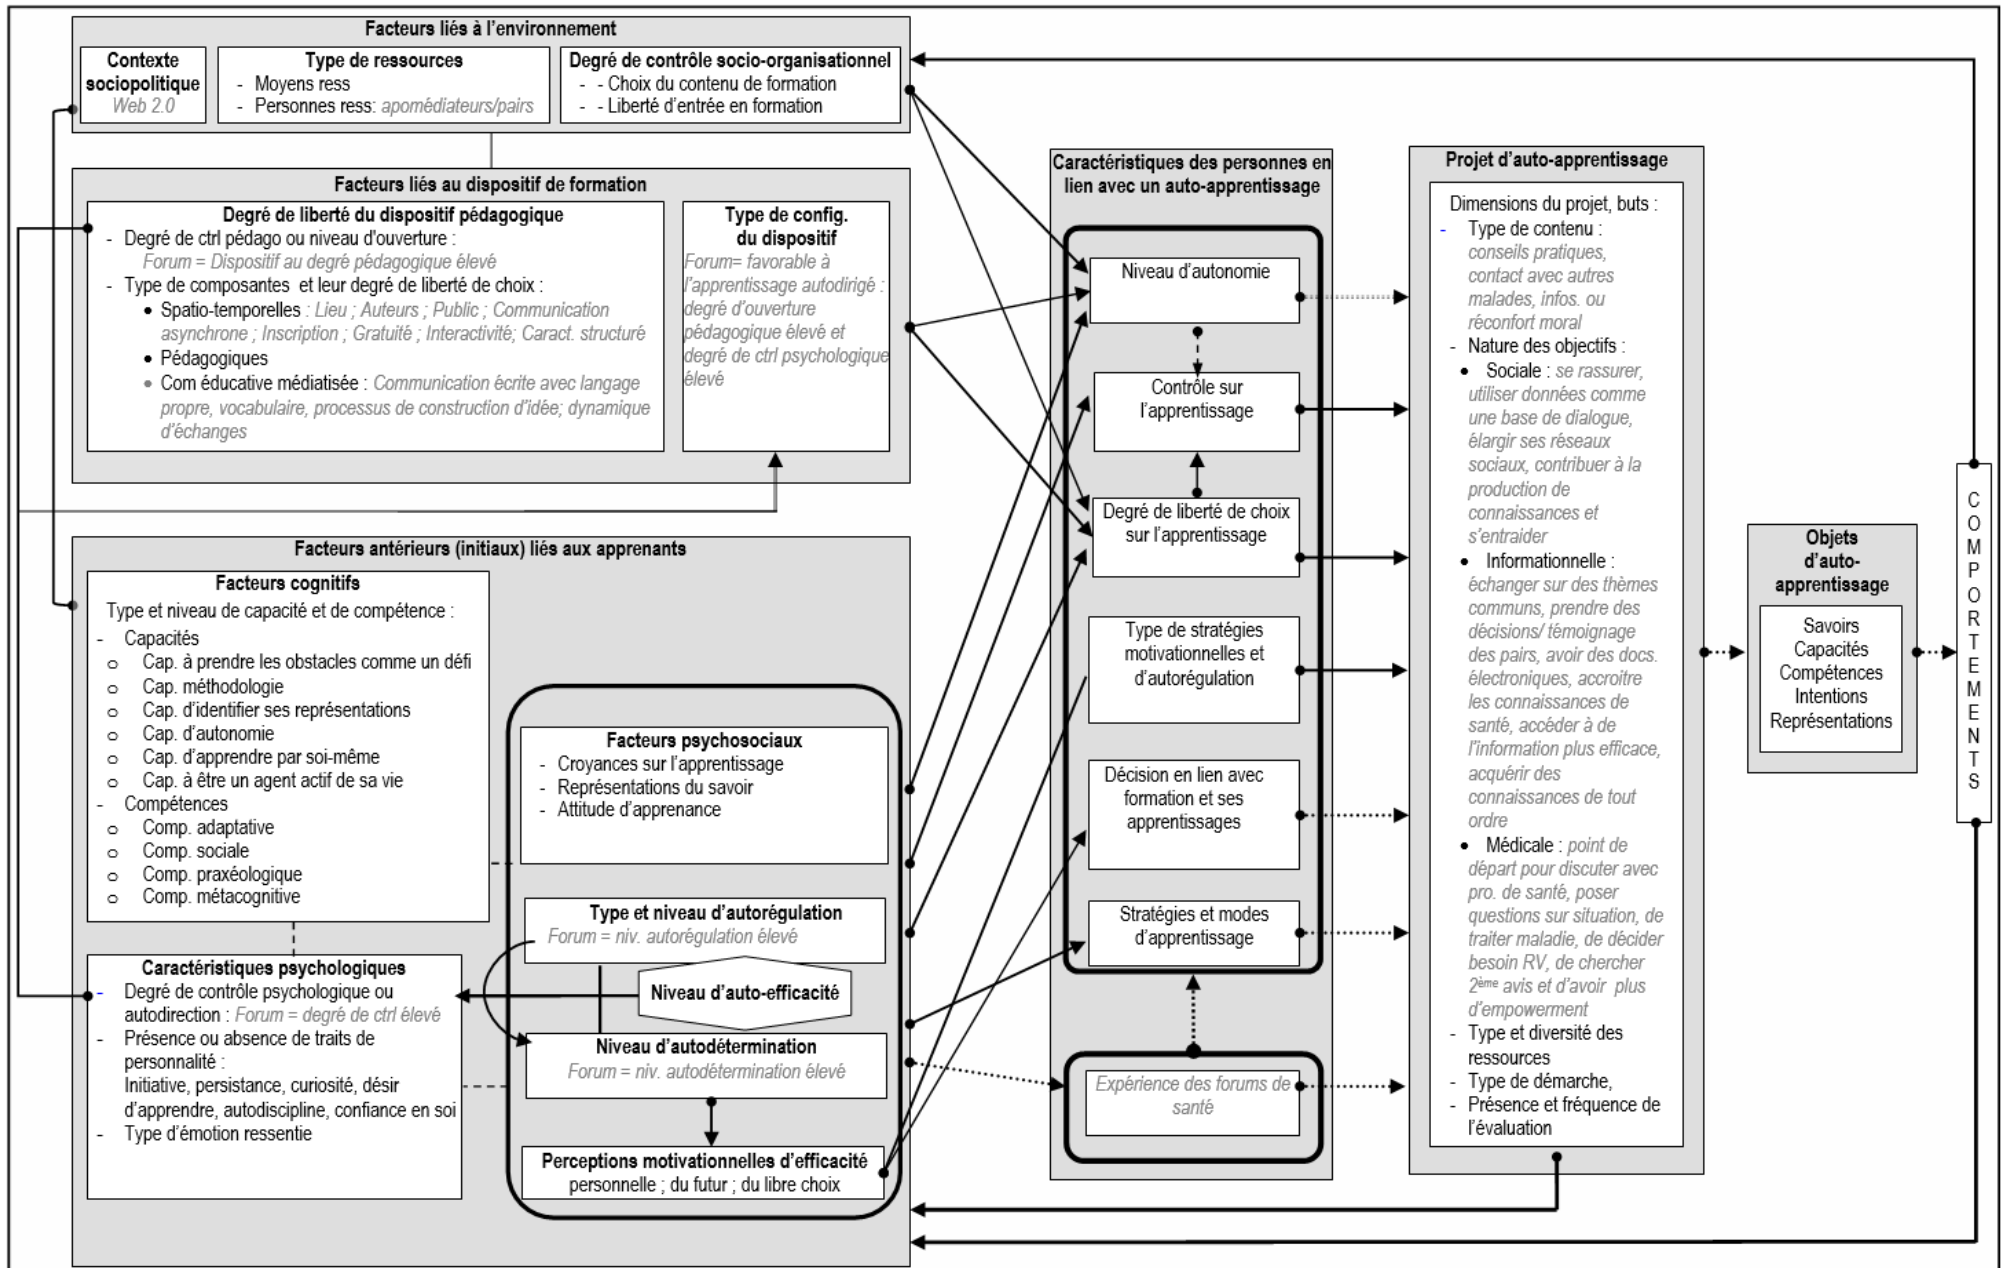 Facteurs liés à l'environnement
Contexte
sociopolitique
Web 2.0
Type de ressources
- Moyens ress
- Personnes ress: apomédiateurs/pairs
Degré de contrôle socio-organisationnel
- - Choix du contenu de formation
- - Liberté d'entrée en formation
Facteurs liés au dispositif de formation
Degré de liberté du dispositif pédagogique
- Degré de ctrl pédago ou niveau d'ouverture :
Forum = Dispositif au degré pédagogique élevé
- Type de composantes et leur degré de liberté de choix :
• Spatio-temporelles : Lieu ; Auteurs ; Public ; Communication
asynchrone ; Inscription ; Gratuité ; Interactivité; Caract. structuré
• Pédagogiques
• Com éducative médiatisée : Communication écrite avec langage
propre, vocabulaire, processus de construction d'idée; dynamique
d'échanges
Type de config.
du dispositif
Forum= favorable à
l'apprentissage autodirigé :
degré d'ouverture
pédagogique élevé et
degré de ctrl psychologique
élevé
Facteurs antérieurs (initiaux) liés aux apprenants
Facteurs cognitifs
Type et niveau de capacité et de compétence :
- Capacités
o Cap. à prendre les obstacles comme un défi
o Cap. méthodologie
o Cap. d'identifier ses représentations
o Cap. d'autonomie
o Cap. d'apprendre par soi-même
o Cap. à être un agent actif de sa vie
- Compétences
o Comp. adaptative
o Comp. sociale
o Comp. praxéologique
o Comp. métacognitive
Caractéristiques psychologiques
- Degré de contrôle psychologique ou
autodirection : Forum = degré de ctrl élevé
- Présence ou absence de traits de
personnalité :
Initiative, persistance, curiosité, désir
d'apprendre, autodiscipline, confiance en soi
- Type d'émotion ressentie
Facteurs psychosociaux
- Croyances sur l'apprentissage
- Représentations du savoir
- Attitude d'apprenance
Type et niveau d'autorégulation
Forum = niv. autorégulation élevé
Niveau d'auto-efficacité
Niveau d'autodétermination
Forum = niv. autodétermination élevé
Perceptions motivationnelles d'efficacité
personnelle ; du futur ; du libre choix
Caractéristiques des personnes en
lien avec un auto-apprentissage
Niveau d'autonomie
Contrôle sur
l'apprentissage
Degré de liberté de choix
sur l'apprentissage
Type de stratégies
motivationnelles et
d'autorégulation
Décision en lien avec
formation et ses
apprentissages
Stratégies et modes
d'apprentissage
Expérience des forums de
santé
Projet d'auto-apprentissage
Dimensions du projet, buts :
- Type de contenu :
conseils pratiques,
contact avec autres
malades, infos. ou
réconfort moral
- Nature des objectifs :
• Sociale : se rassurer,
utiliser données comme
une base de dialogue,
élargir ses réseaux
sociaux, contribuer à la
production de
connaissances et
s'entraider
• Informationnelle :
échanger sur des thèmes
communs, prendre des
décisions/ témoignage
des pairs, avoir des docs.
électroniques, accroitre
les connaissances de
santé, accéder à de
l'information plus efficace,
acquérir des
connaissances de tout
ordre
• Médicale : point de
départ pour discuter avec
pro. de santé, poser
questions sur situation, de
traiter maladie, de décider
besoin RV, de chercher
2ème avis et d'avoir plus
d'empowerment
- Type et diversité des
ressources
- Type de démarche,
- Présence et fréquence de
l'évaluation
Objets
d'auto-
apprentissage
Savoirs
Capacités
Compétences
Intentions
Représentations
COMPORTEMENTS